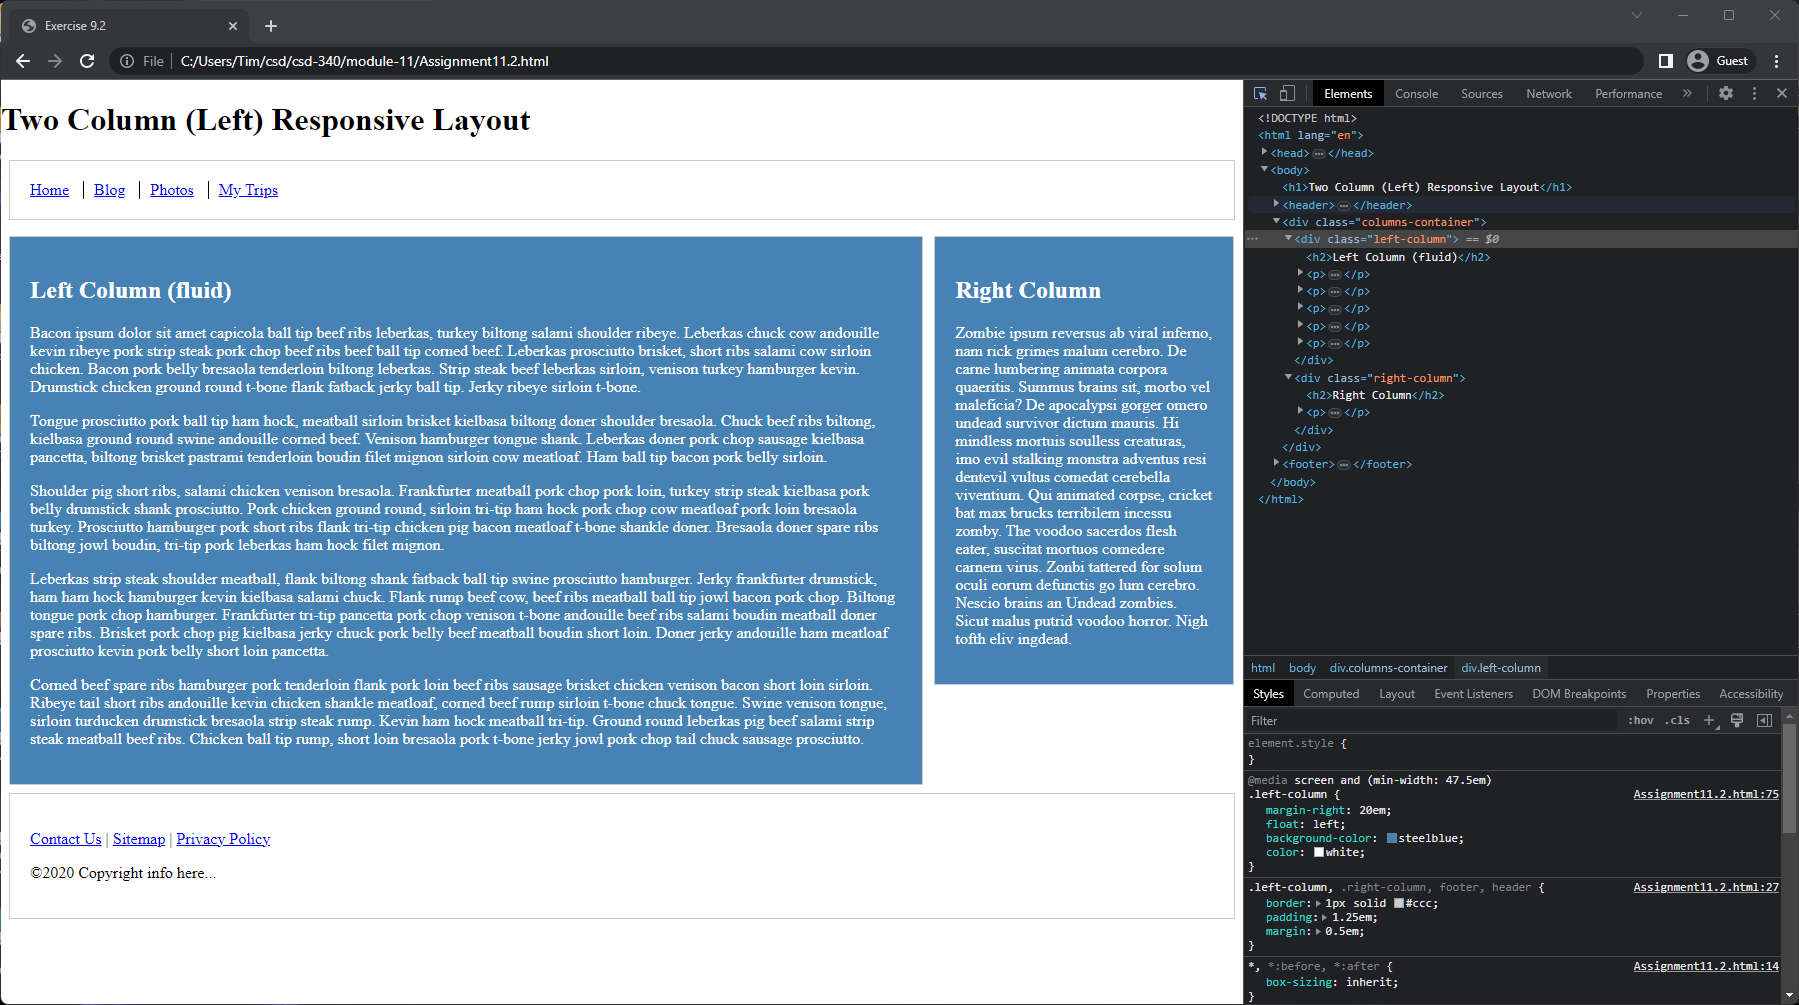 Exercise 9.2
File C:/Users/Tim/csd/csd-340/module-11/Assignment11.2.html
Guest
Two Column (Left) Responsive Layout
Home Blog Photos My Trips
Left Column (fluid)
Bacon ipsum dolor sit amet capicola ball tip beef ribs leberkas, turkey biltong salami shoulder ribeye. Leberkas chuck cow andouille
kevin ribeye pork strip steak pork chop beef ribs beef ball tip corned beef. Leberkas prosciutto brisket, short ribs salami cow sirloin
chicken. Bacon pork belly bresaola tenderloin biltong leberkas. Strip steak beef leberkas sirloin, venison turkey hamburger kevin.
Drumstick chicken ground round t-bone flank fatback jerky ball tip. Jerky ribeye sirloin t-bone.
Tongue prosciutto pork ball tip ham hock, meatball sirloin brisket kielbasa biltong doner shoulder bresaola. Chuck beef ribs biltong,
kielbasa ground round swine andouille corned beef. Venison hamburger tongue shank. Leberkas doner pork chop sausage kielbasa
pancetta, biltong brisket pastrami tenderloin boudin filet mignon sirloin cow meatloaf. Ham ball tip bacon pork belly sirloin.
Shoulder pig short ribs, salami chicken venison bresaola. Frankfurter meatball pork chop pork loin, turkey strip steak kielbasa pork
belly drumstick shank prosciutto. Pork chicken ground round, sirloin tri-tip ham hock pork chop cow meatloaf pork loin bresaola
turkey. Prosciutto hamburger pork short ribs flank tri-tip chicken pig bacon meatloaf t-bone shankle doner. Bresaola doner spare ribs
biltong jowl boudin, tri-tip pork leberkas ham hock filet mignon.
Leberkas strip steak shoulder meatball, flank biltong shank fatback ball tip swine prosciutto hamburger. Jerky frankfurter drumstick,
ham ham hock hamburger kevin kielbasa salami chuck. Flank rump beef cow, beef ribs meatball ball tip jowl bacon pork chop. Biltong
tongue pork chop hamburger. Frankfurter tri-tip pancetta pork chop venison t-bone andouille beef ribs salami boudin meatball doner
spare ribs. Brisket pork chop pig kielbasa jerky chuck pork belly beef meatball boudin short loin. Doner jerky andouille ham meatloaf
prosciutto kevin pork belly short loin pancetta.
Corned beef spare ribs hamburger pork tenderloin flank pork loin beef ribs sausage brisket chicken venison bacon short loin sirloin.
Ribeye tail short ribs andouille kevin chicken shankle meatloaf, corned beef rump sirloin t-bone chuck tongue. Swine venison tongue,
sirloin turducken drumstick bresaola strip steak rump. Kevin ham hock meatball tri-tip. Ground round leberkas pig beef salami strip
steak meatball beef ribs. Chicken ball tip rump, short loin bresaola pork t-bone jerky jowl pork chop tail chuck sausage prosciutto.
Right Column
Zombie ipsum reversus ab viral inferno,
nam rick grimes malum cerebro. De
carne lumbering animata corpora
quaeritis. Summus brains sit, morbo vel
maleficia? De apocalypsi gorger omero
undead survivor dictum mauris. Hi
mindless mortuis soulless creaturas,
imo evil stalking monstra adventus resi
dentevil vultus comedat cerebella
viventium. Qui animated corpse, cricket
bat max brucks terribilem incessu
zomby. The voodoo sacerdos flesh
eater, suscitat mortuos comedere
carnem virus. Zonbi tattered for solum
oculi eorum defunctis go lum cerebro.
Nescio brains an Undead zombies.
Sicut malus putrid voodoo horror. Nigh
tofth eliv ingdead.
Contact Us | Sitemap | Privacy Policy
©2020 Copyright info here...
Elements Console Sources Network Performance
<!DOCTYPE html>
<html lang="en">
<head> ... </head>
<body>
<h1>Two Column (Left) Responsive Layout</h1>
<header> ... </header>
<div class="columns-container">
<div class="left-column"> == $0
<h2>Left Column (fluid)</h2>
<p> ... </p>
<p> ... </p>
<p> ... </p>
<p> ... </p>
<p> ... </p>
</div>
<div class="right-column">
<h2>Right Column</h2>
<p> ... </p>
</div>
</div>
<footer> ... </footer>
</body>
</html>
html body div.columns-container div.left-column
Styles Computed Layout Event Listeners DOM Breakpoints Properties Accessibility
Filter :hov .cls +
element.style {
}
@media screen and (min-width: 47.5em)
.left-column { Assignment11.2.html:75
margin-right: 20em;
float: left;
background-color: steelblue;
color: white;
}
.left-column, .right-column, footer, header { Assignment11.2.html:27
border: 1px solid #ccc;
padding: 1.25em;
margin: 0.5em;
}
*, *:before, *:after { Assignment11.2.html:14
box-sizing: inherit;
}